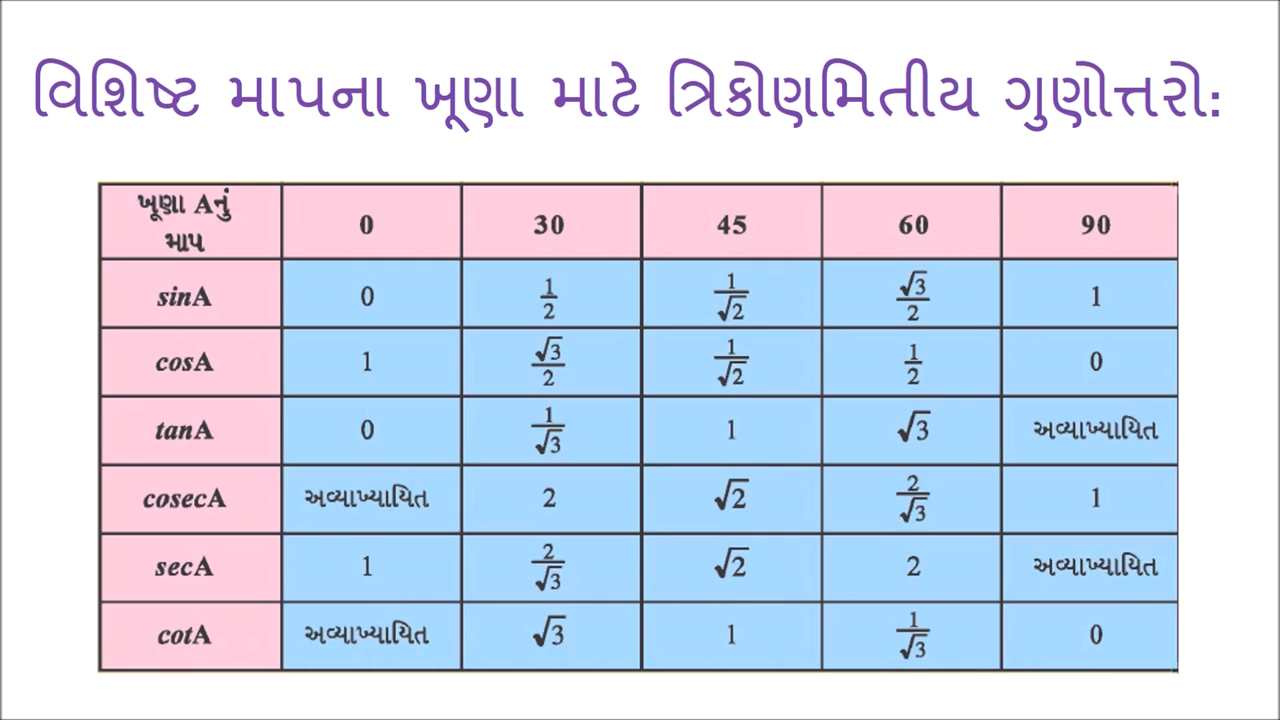 વિશિષ્ટ માપના ખૂણા માટે ત્રિકોણમિતીય ગુણોત્તરો:
ખૂણા Aનું માપ 0 30 45 60 90
sinA 0 1/2 1/√2 √3/2 1
cosA 1 √3/2 1/√2 1/2 0
tanA 0 1/√3 1 √3 અવ્યાખ્યાયિત
cosecA અવ્યાખ્યાયિત 2 √2 2/√3 1
secA 1 2/√3 √2 2 અવ્યાખ્યાયિત
cotA અવ્યાખ્યાયિત √3 1 1/√3 0